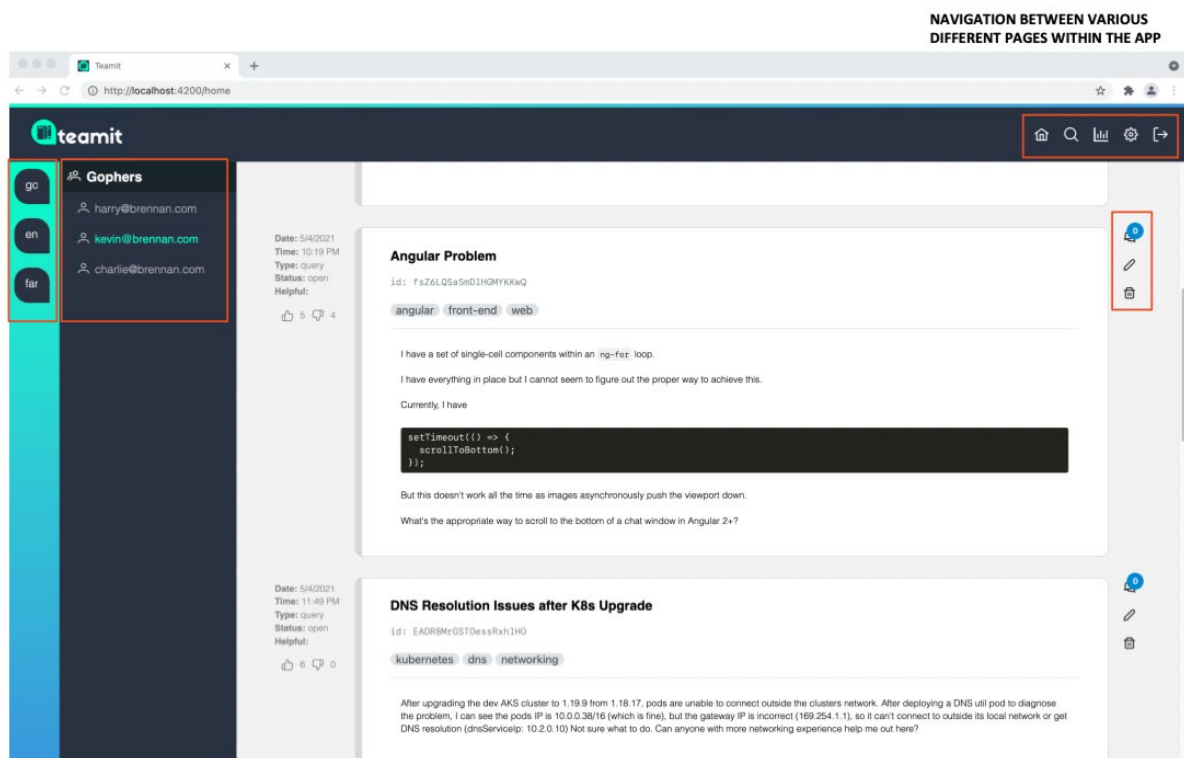 NAVIGATION BETWEEN VARIOUS
DIFFERENT PAGES WITHIN THE APP
Teamit
http://localhost:4200/home
teamit
go
en
far
Gophers
harry@brennan.com
kevin@brennan.com
charlie@brennan.com
Date: 5/4/2021
Time: 10:19 PM
Type: query
Status: open
Helpful:
5 4
Angular Problem
id: fsZ6LQSaSmDlHGMYKKwQ
angular front-end web
I have a set of single-cell components within an ng-for loop.
I have everything in place but I cannot seem to figure out the proper way to achieve this.
Currently, I have
setTimeout(() => {
scrollToBottom();
});
But this doesn't work all the time as images asynchronously push the viewport down.
What's the appropriate way to scroll to the bottom of a chat window in Angular 2+?
0
Date: 5/4/2021
Time: 11:49 PM
Type: query
Status: open
Helpful:
6 0
DNS Resolution Issues after K8s Upgrade
id: EADRBMrGSTOessRxhlHO
kubernetes dns networking
After upgrading the dev AKS cluster to 1.19.9 from 1.18.17, pods are unable to connect outside the clusters network. After deploying a DNS util pod to diagnose
the problem, I can see the pods IP is 10.0.0.38/16 (which is fine), but the gateway IP is incorrect (169.254.1.1), so it can't connect to outside its local network or get
DNS resolution (dnsServiceIp: 10.2.0.10) Not sure what to do. Can anyone with more networking experience help me out here?
0